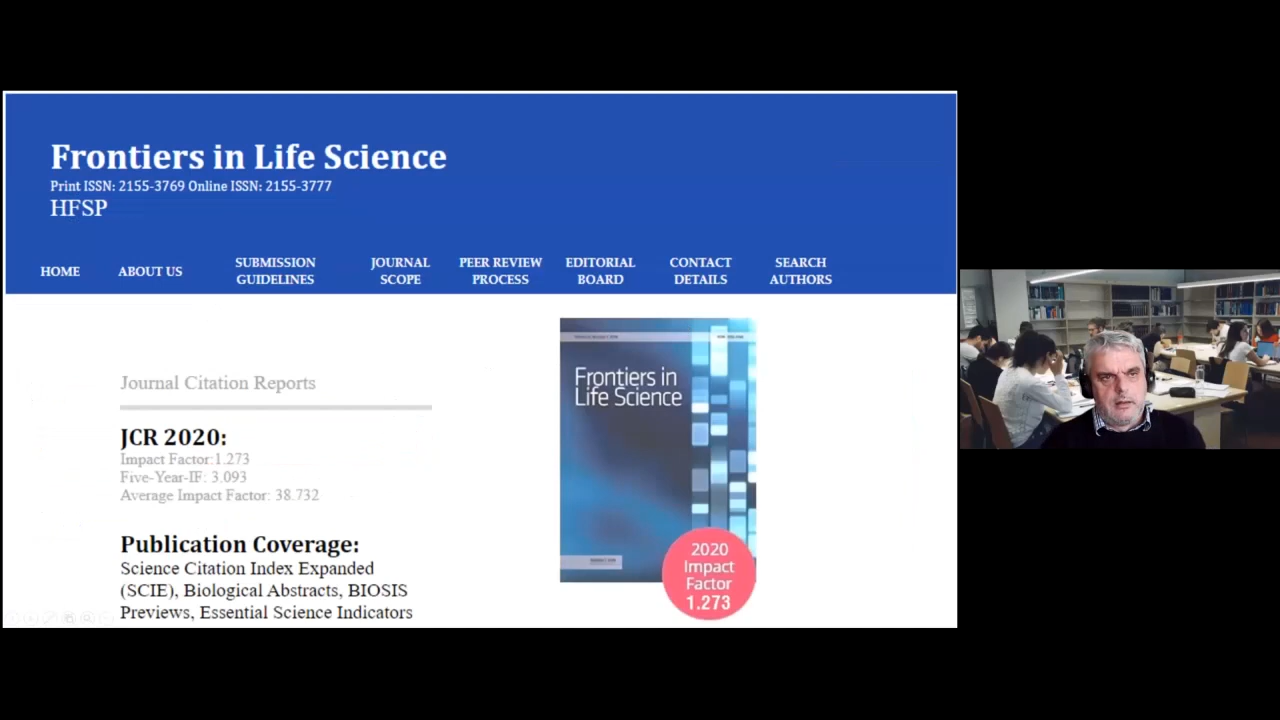 Frontiers in Life Science
Print ISSN: 2155-3769 Online ISSN: 2155-3777
HFSP
HOME
ABOUT US
SUBMISSION
GUIDELINES
JOURNAL
SCOPE
PEER REVIEW
PROCESS
EDITORIAL
BOARD
CONTACT
DETAILS
SEARCH
AUTHORS
Journal Citation Reports
JCR 2020:
Impact Factor:1.273
Five-Year-IF: 3.093
Average Impact Factor: 38.732
Publication Coverage:
Science Citation Index Expanded
(SCIE), Biological Abstracts, BIOSIS
Previews, Essential Science Indicators
Frontiers in
Life Science
2020
Impact
Factor
1.273